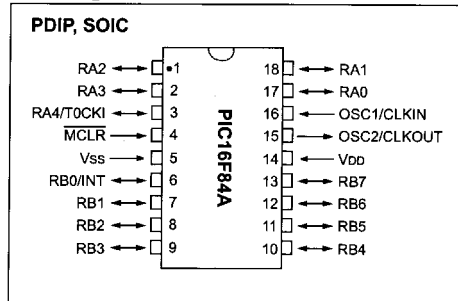 PDIP, SOIC
RA2 1 18 RA1
RA3 2 17 RA0
RA4/T0CKI 3 16 OSC1/CLKIN
MCLR 4 15 OSC2/CLKOUT
Vss 5 14 VDD
RB0/INT 6 13 RB7
RB1 7 12 RB6
RB2 8 11 RB5
RB3 9 10 RB4
PIC16F84A